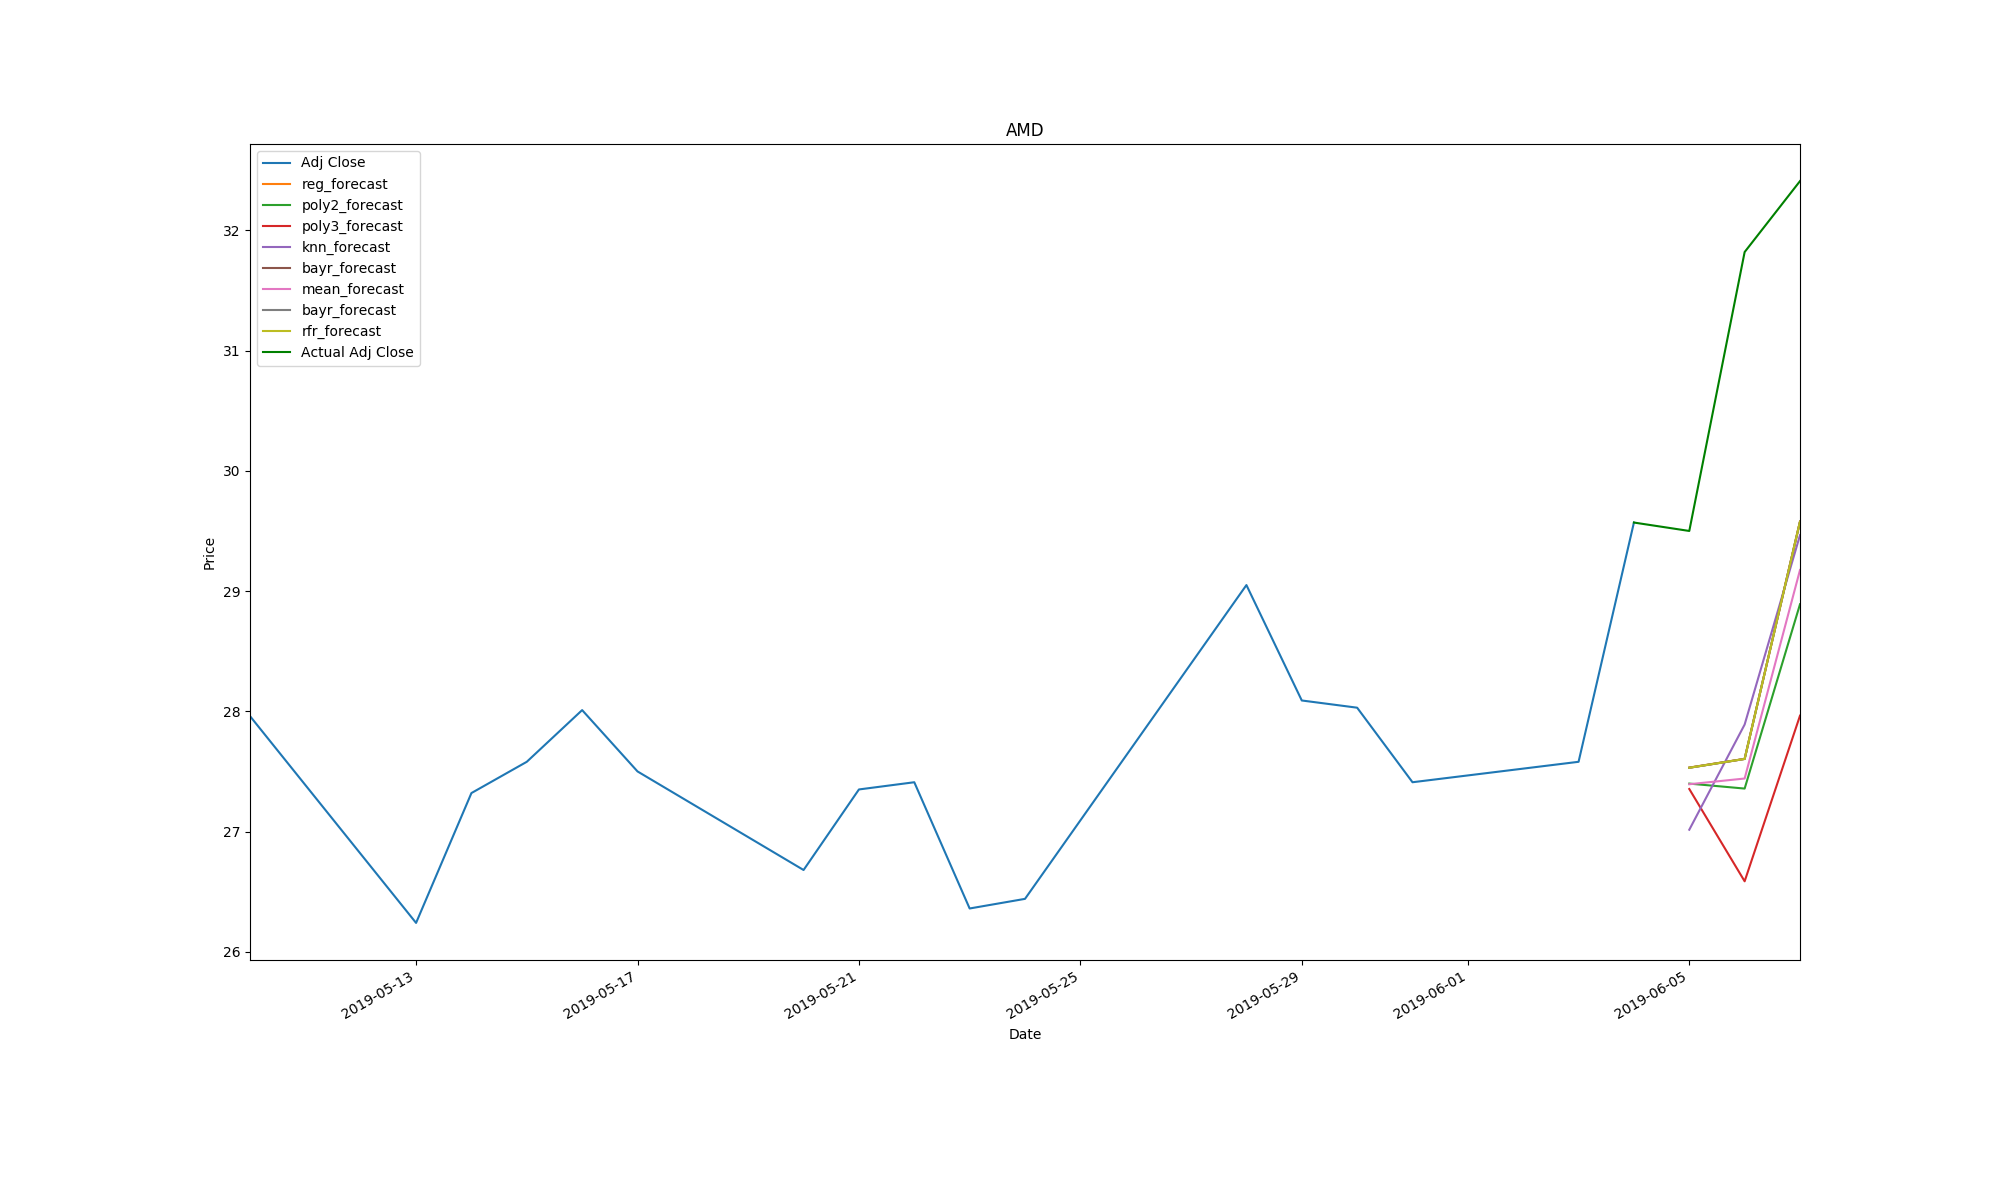 AMD
Adj Close
reg_forecast
poly2_forecast
poly3_forecast
knn_forecast
bayr_forecast
mean_forecast
bayr_forecast
rfr_forecast
Actual Adj Close
Price
32
31
30
29
28
27
26
2019-05-13
2019-05-17
2019-05-21
2019-05-25
2019-05-29
2019-06-01
2019-06-05
Date